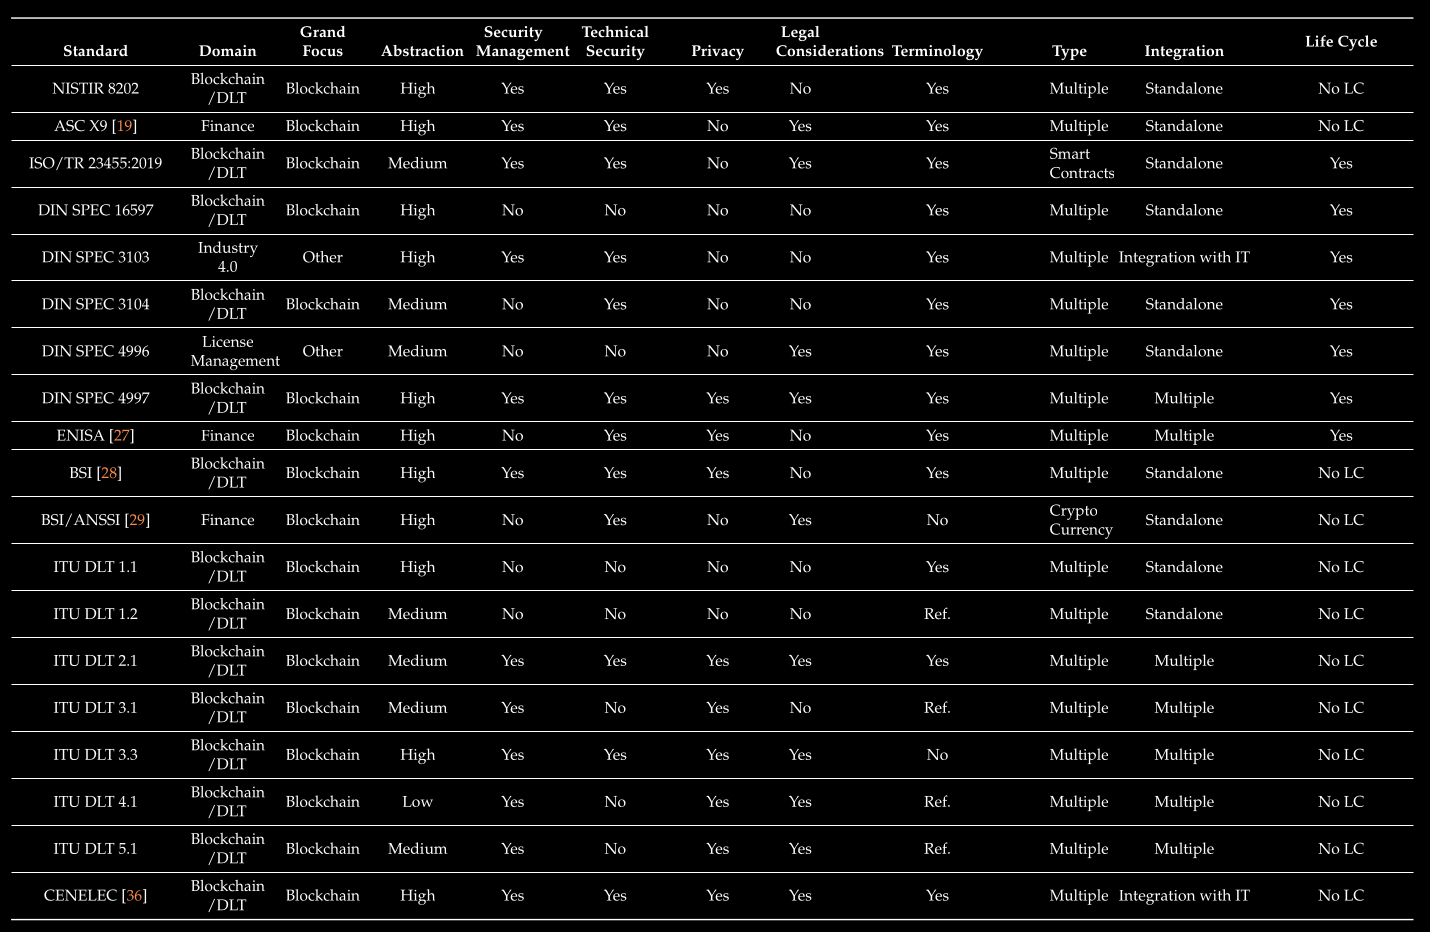 Standard Domain Grand Focus Abstraction Security Management Technical Security Privacy Legal Considerations Terminology Type Integration Life Cycle
NISTIR 8202 Blockchain /DLT Blockchain High Yes Yes Yes No Yes Multiple Standalone No LC
ASC X9 [19] Finance Blockchain High Yes Yes No Yes Yes Multiple Standalone No LC
ISO/TR 23455:2019 Blockchain /DLT Blockchain Medium Yes Yes No Yes Yes Smart Contracts Standalone Yes
DIN SPEC 16597 Blockchain /DLT Blockchain High No No No No Yes Multiple Standalone Yes
DIN SPEC 3103 Industry 4.0 Other High Yes Yes No No Yes Multiple Integration with IT Yes
DIN SPEC 3104 Blockchain /DLT Blockchain Medium No Yes No No Yes Multiple Standalone Yes
DIN SPEC 4996 License Management Other Medium No No No Yes Yes Multiple Standalone Yes
DIN SPEC 4997 Blockchain /DLT Blockchain High Yes Yes Yes Yes Yes Multiple Multiple Yes
ENISA [27] Finance Blockchain High No Yes Yes No Yes Multiple Multiple Yes
BSI [28] Blockchain /DLT Blockchain High Yes Yes Yes No Yes Multiple Standalone No LC
BSI/ANSSI [29] Finance Blockchain High No Yes No Yes No Crypto Currency Standalone No LC
ITU DLT 1.1 Blockchain /DLT Blockchain High No No No No Yes Multiple Standalone No LC
ITU DLT 1.2 Blockchain /DLT Blockchain Medium No No No No Ref. Multiple Standalone No LC
ITU DLT 2.1 Blockchain /DLT Blockchain Medium Yes Yes Yes Yes Yes Multiple Multiple No LC
ITU DLT 3.1 Blockchain /DLT Blockchain Medium Yes No Yes No Ref. Multiple Multiple No LC
ITU DLT 3.3 Blockchain /DLT Blockchain High Yes Yes Yes Yes No Multiple Multiple No LC
ITU DLT 4.1 Blockchain /DLT Blockchain Low Yes No Yes Yes Ref. Multiple Multiple No LC
ITU DLT 5.1 Blockchain /DLT Blockchain Medium Yes No Yes Yes Ref. Multiple Multiple No LC
CENELEC [36] Blockchain /DLT Blockchain High Yes Yes Yes Yes Yes Multiple Integration with IT No LC